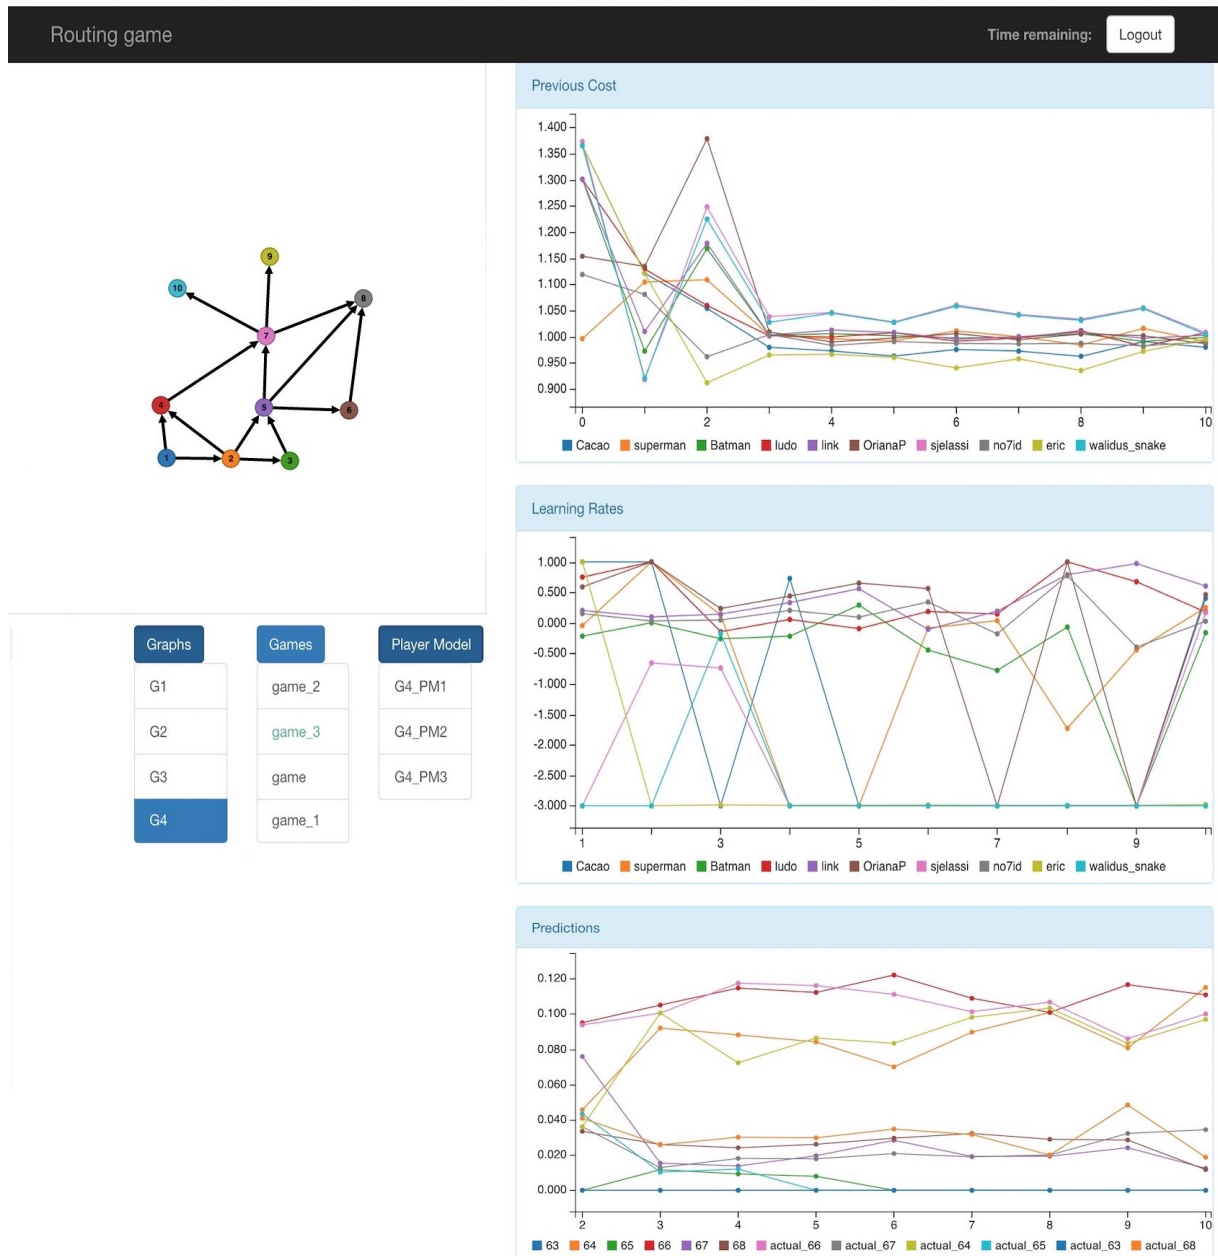 Routing game
Time remaining: Logout
9
10
8
7
4
5
6
1
2
3
Graphs Games Player Model
G1 game_2 G4_PM1
G2 game_3 G4_PM2
G3 game G4_PM3
G4 game_1
Previous Cost
1.400
1.350
1.300
1.250
1.200
1.150
1.100
1.050
1.000
0.950
0.900
0 2 4 6 8 10
Cacao superman Batman ludo link OrianaP sjelassi no7id eric walidus_snake
Learning Rates
1.000
0.500
0.000
-0.500
-1.000
-1.500
-2.000
-2.500
-3.000
1 3 5 7 9
Cacao superman Batman ludo link OrianaP sjelassi no7id eric walidus_snake
Predictions
0.120
0.100
0.080
0.060
0.040
0.020
0.000
2 3 4 5 6 7 8 9 10
63 64 65 66 67 68 actual_66 actual_67 actual_64 actual_65 actual_63 actual_68